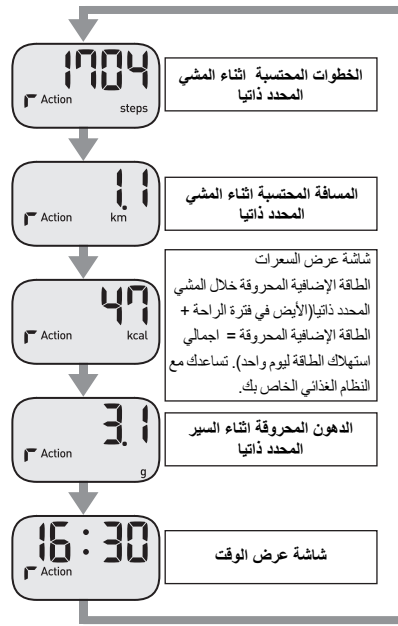 1704
Action
steps
الخطوات المحتسبة اثناء المشي
المحدد ذاتيا
1.1
Action
km
المسافة المحتسبة اثناء المشي
المحدد ذاتيا
47
Action
kcal
شاشة عرض السعرات
الطاقة الإضافية المحروقة خلال المشي
المحدد ذاتيا(الأيض في فترة الراحة +
الطاقة الإضافية المحروقة = اجمالي
استهلاك الطاقة ليوم واحد). تساعدك مع
النظام الغذائي الخاص بك.
3.1
Action
g
الدهون المحروقة اثناء السير
المحدد ذاتيا
16:30
Action
شاشة عرض الوقت